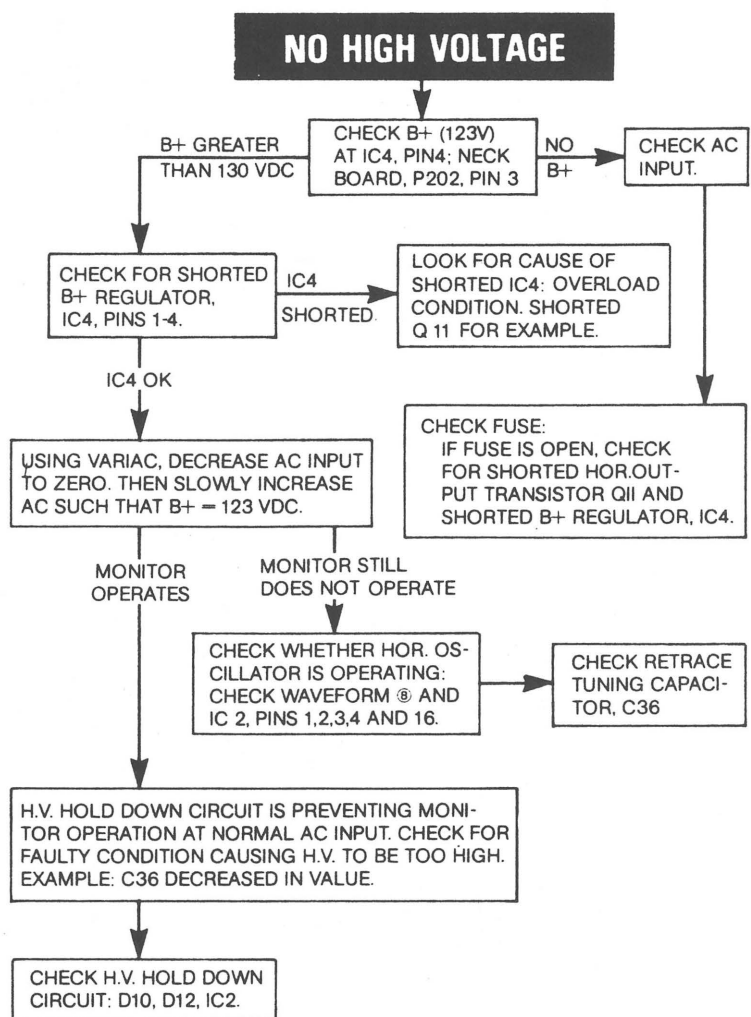 NO HIGH VOLTAGE
CHECK B+ (123V)
AT IC4, PIN4; NECK
BOARD, P202, PIN 3
B+ GREATER
THAN 130 VDC
NO
B+
CHECK AC
INPUT.
CHECK FOR SHORTED
B+ REGULATOR,
IC4, PINS 1-4.
IC4
SHORTED
LOOK FOR CAUSE OF
SHORTED IC4: OVERLOAD
CONDITION. SHORTED
Q 11 FOR EXAMPLE.
IC4 OK
CHECK FUSE:
IF FUSE IS OPEN, CHECK
FOR SHORTED HOR.OUT-
PUT TRANSISTOR QII AND
SHORTED B+ REGULATOR, IC4.
USING VARIAC, DECREASE AC INPUT
TO ZERO. THEN SLOWLY INCREASE
AC SUCH THAT B+ = 123 VDC.
MONITOR
OPERATES
MONITOR STILL
DOES NOT OPERATE
CHECK WHETHER HOR. OS-
CILLATOR IS OPERATING:
CHECK WAVEFORM ⑧ AND
IC 2, PINS 1,2,3,4 AND 16.
CHECK RETRACE
TUNING CAPACI-
TOR, C36
H.V. HOLD DOWN CIRCUIT IS PREVENTING MONI-
TOR OPERATION AT NORMAL AC INPUT. CHECK FOR
FAULTY CONDITION CAUSING H.V. TO BE TOO HIGH.
EXAMPLE: C36 DECREASED IN VALUE.
CHECK H.V. HOLD DOWN
CIRCUIT: D10, D12, IC2.